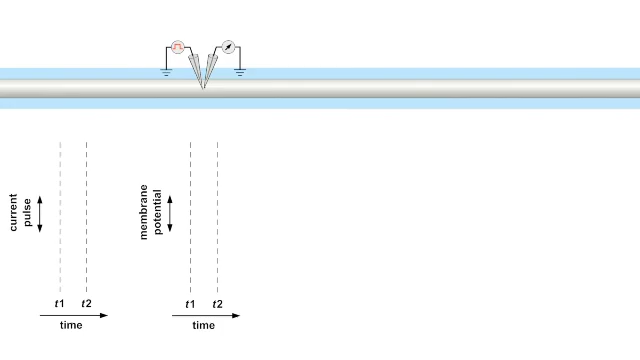 current
pulse
t1 t2
time
membrane
potential
t1 t2
time